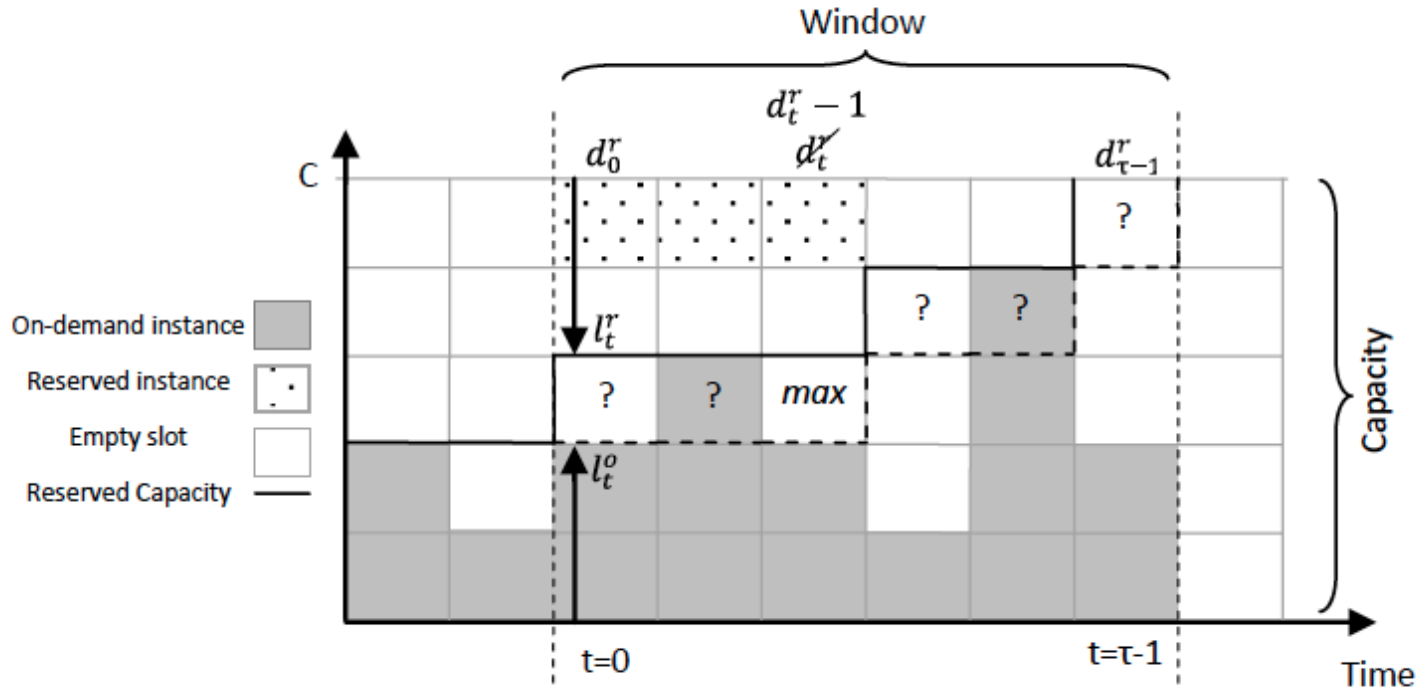 Window
d_t^r − 1
d_0^r d_t^r d_{τ−1}^r
C
?
? ?
l_t^r
? ? max
l_t^o
On-demand instance
Reserved instance
Empty slot
Reserved Capacity
Capacity
t=0 t=τ-1
Time